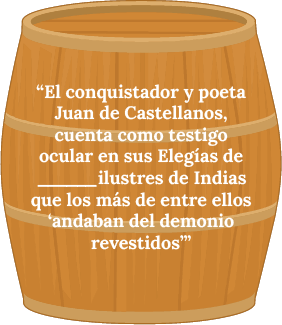 “El conquistador y poeta
Juan de Castellanos,
cuenta como testigo
ocular en sus Elegías de
_______ilustres de Indias
que los más de entre ellos
‘andaban del demonio
revestidos’”